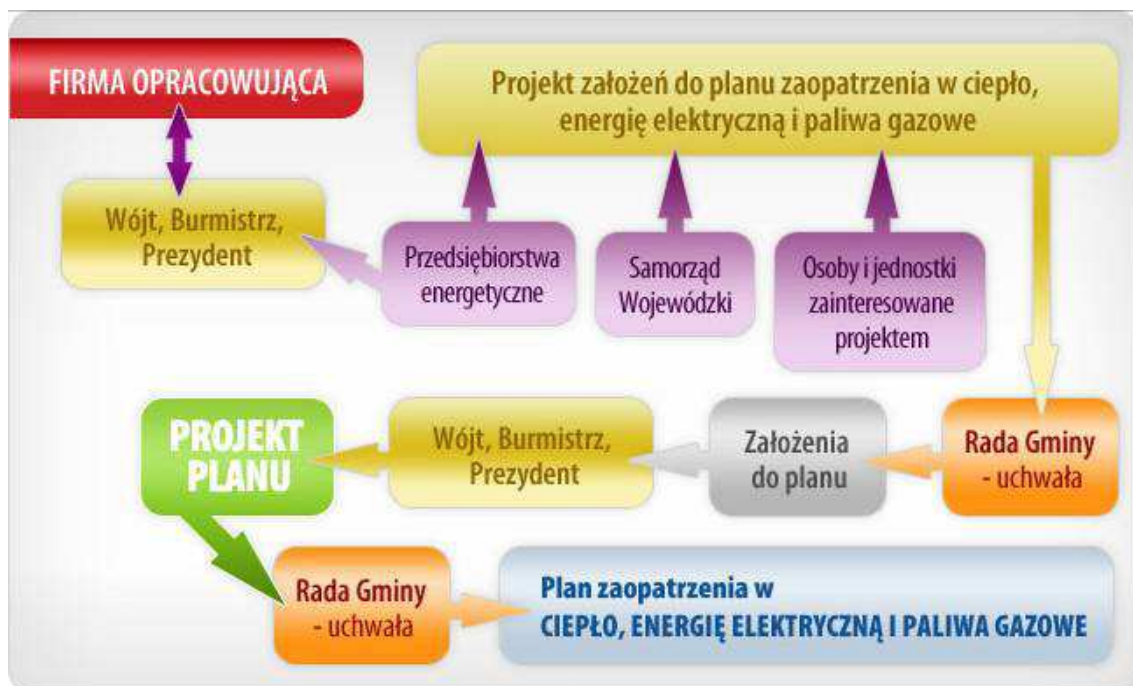 FIRMA OPRACOWUJĄCA
Projekt założeń do planu zaopatrzenia w ciepło,
energię elektryczną i paliwa gazowe
Wójt, Burmistrz,
Prezydent
Przedsiębiorstwa
energetyczne
Samorząd
Wojewódzki
Osoby i jednostki
zainteresowane
projektem
PROJEKT
PLANU
Wójt, Burmistrz,
Prezydent
Założenia
do planu
Rada Gminy
- uchwała
Rada Gminy
- uchwała
Plan zaopatrzenia w
CIEPŁO, ENERGIĘ ELEKTRYCZNĄ I PALIWA GAZOWE